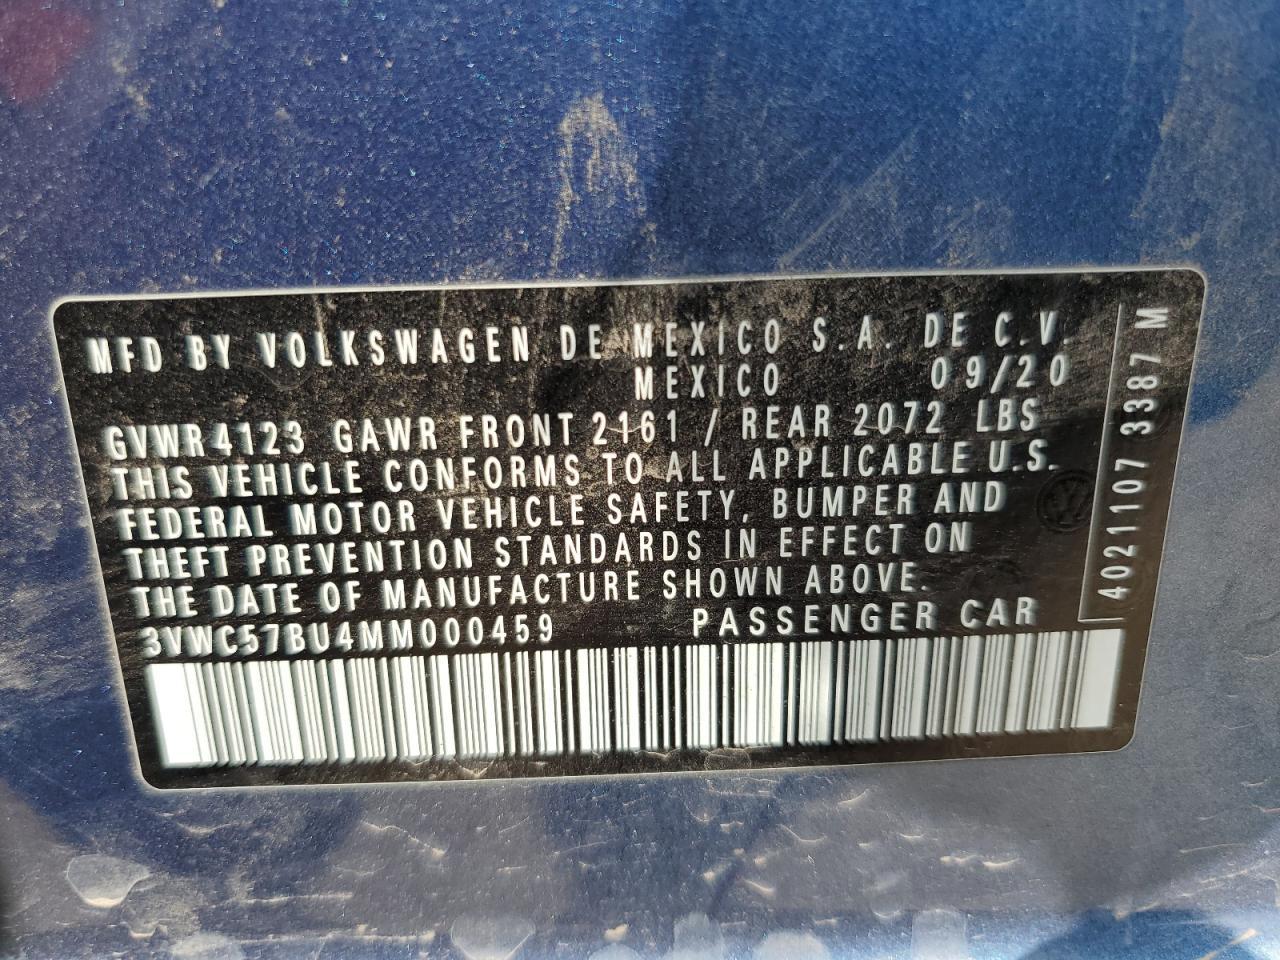 MFD BY VOLKSWAGEN DE MEXICO S.A. DE C.V.
MEXICO 09/20
GVWR 4123 GAWR FRONT 2161 / REAR 2072 LBS
THIS VEHICLE CONFORMS TO ALL APPLICABLE U.S.
FEDERAL MOTOR VEHICLE SAFETY, BUMPER AND
THEFT PREVENTION STANDARDS IN EFFECT ON
THE DATE OF MANUFACTURE SHOWN ABOVE.
3VWC57BU4MM000459 PASSENGER CAR
4021107 3387 M